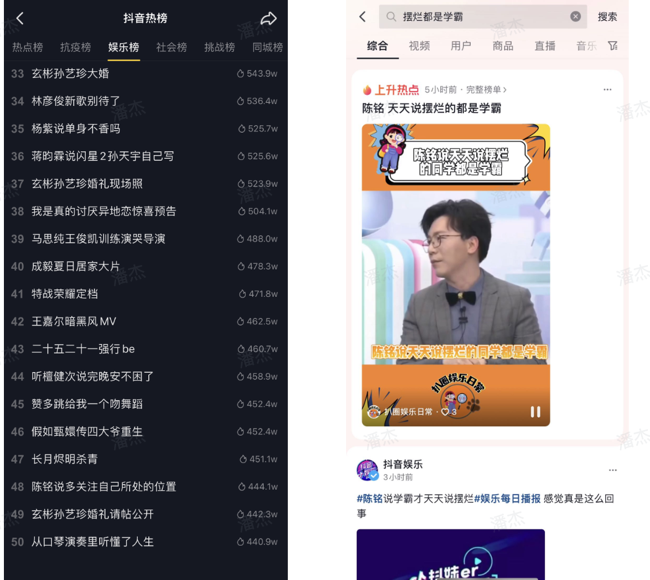 抖音热榜
热点榜 抗疫榜 娱乐榜 社会榜 挑战榜 同城榜
33 玄彬孙艺珍大婚 543.9w
34 林彦俊新歌别待了 536.4w
35 杨紫说单身不香吗 525.7w
36 蒋昀霖说闪星2孙天宇自己写 525.6w
37 玄彬孙艺珍婚礼现场照 523.9w
38 我是真的讨厌异地恋惊喜预告 504.1w
39 马思纯王俊凯训练演哭导演 488.0w
40 成毅夏日居家大片 478.3w
41 特战荣耀定档 471.8w
42 王嘉尔暗黑风MV 462.5w
43 二十五二十一强行be 460.7w
44 听檀健次说完晚安不困了 458.9w
45 赞多跳给我一个吻舞蹈 452.4w
46 假如甄嬛传四大爷重生 452.4w
47 长月烬明杀青 451.1w
48 陈铭说多关注自己所处的位置 444.1w
49 玄彬孙艺珍婚礼请帖公开 442.3w
50 从口琴演奏里听懂了人生 440.9w
摆烂都是学霸 搜索
综合 视频 用户 商品 直播 音乐
上升热点 5小时前·完整榜单
陈铭 天天说摆烂的都是学霸
陈铭说天天说摆烂
的同学都是学霸
陈铭说天天说摆烂的同学都是学霸
扒圈娱乐日常
扒圈娱乐日常·3
抖音娱乐
3小时前
#陈铭说学霸才天天说摆烂#娱乐每日播报 感觉真是这么回
事
抖妹er
潘杰